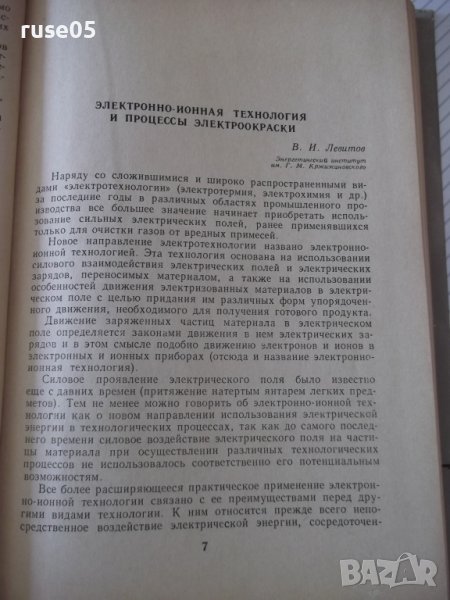 ruse05
ЭЛЕКТРОННО-ИОННАЯ ТЕХНОЛОГИЯ
И ПРОЦЕССЫ ЭЛЕКТРООКРАСКИ
В. И. Левитов
Энергетический институт
им. Г. М. Кржижановского
Наряду со сложившимися и широко распространенными ви-
дами «электротехнологии» (электротермия, электрохимия и др.)
за последние годы в различных областях промышленного про-
изводства все большее значение начинает приобретать исполь-
зование сильных электрических полей, ранее применявшихся
только для очистки газов от вредных примесей.
Новое направление электротехнологии названо электронно-
ионной технологией. Эта технология основана на использовании
силового взаимодействия электрических полей и электрических
зарядов, переносимых материалом, а также на использовании
особенностей движения электризованных материалов в электри-
ческом поле с целью придания им различных форм упорядочен-
ного движения, необходимого для получения готового продукта.
Движение заряженных частиц материала в электрическом
поле определяется законами движения в нем электрических за-
рядов и в этом смысле подобно движению электронов и ионов в
электронных и ионных приборах (отсюда и название электронно-
ионная технология).
Силовое проявление электрического поля было известно
еще с давних времен (притяжение натертым янтарем легких пред-
метов). Тем не менее можно говорить об электронно-ионной тех-
нологии как о новом направлении использования электрической
энергии в технологических процессах, так как до самого послед-
него времени силовое воздействие электрического поля на части-
цы материала при осуществлении различных технологических
процессов не использовалось соответственно его потенциальным
возможностям.
Все более расширяющееся практическое применение электрон-
но-ионной технологии связано с ее преимуществами перед дру-
гими видами технологии. К ним относится прежде всего непо-
средственное воздействие электрической энергии, сосредоточен-
7
BAZAR.bg